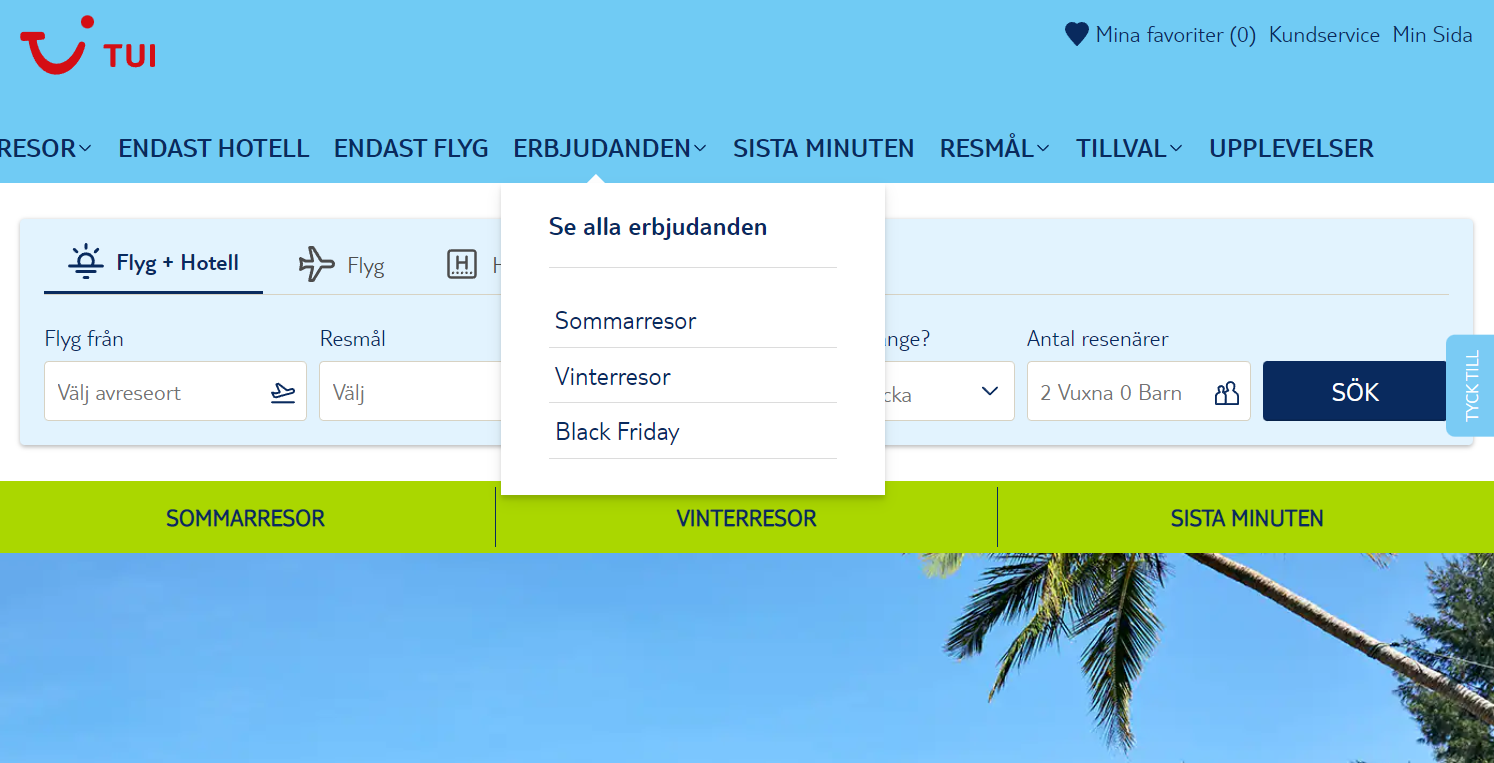 TUI
Mina favoriter (0) Kundservice Min Sida
RESOR ENDAST HOTELL ENDAST FLYG ERBJUDANDEN SISTA MINUTEN RESMÅL TILLVAL UPPLEVELSER
Se alla erbjudanden
Sommarresor
Vinterresor
Black Friday
Flyg + Hotell Flyg H
Flyg från Resmål nge? Antal resenärer
Välj avreseort Välj cka 2 Vuxna 0 Barn SÖK
TYCK TILL
SOMMARRESOR VINTERRESOR SISTA MINUTEN